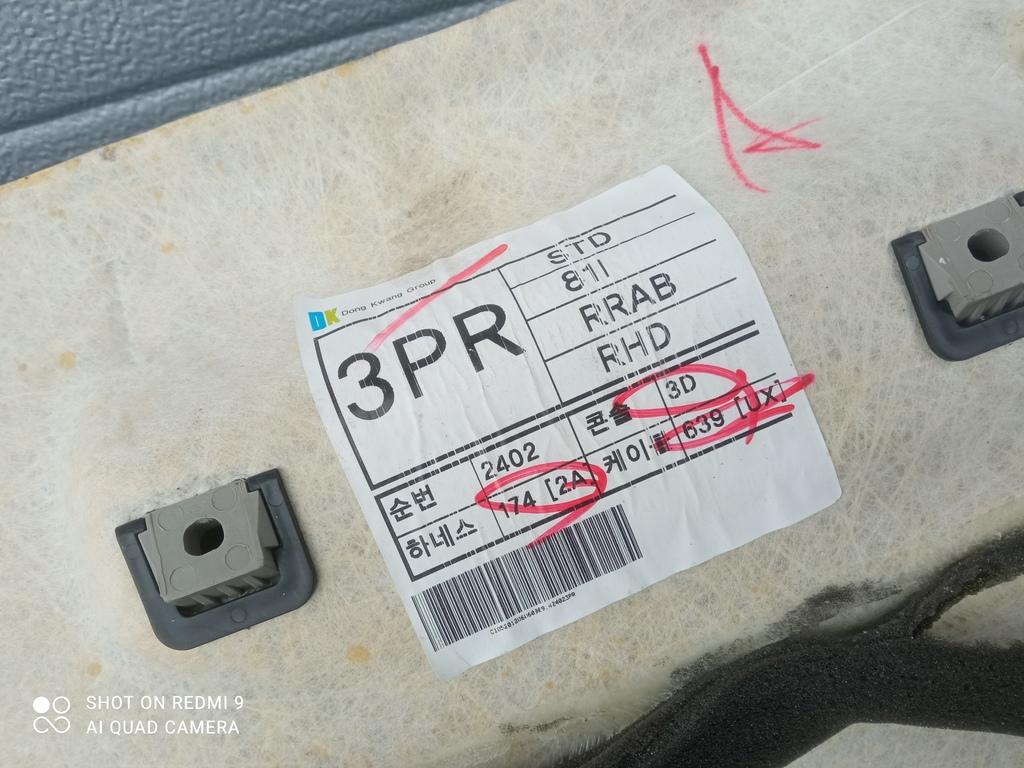 DK Dong Kwang Group
3PR
STD
811
RRAB
RHD
순번 2402 콘솔 3D
하네스 174 [2A] 케이블 639 [UX]
SHOT ON REDMI 9
AI QUAD CAMERA